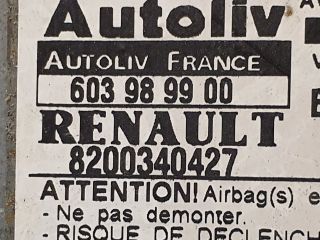 Autoliv
AUTOLIV FRANCE
603 98 99 00
RENAULT
8200340427
ATTENTION! Airbag(s) e
- Ne pas demonter.
- RISQUE DE DECLENCH